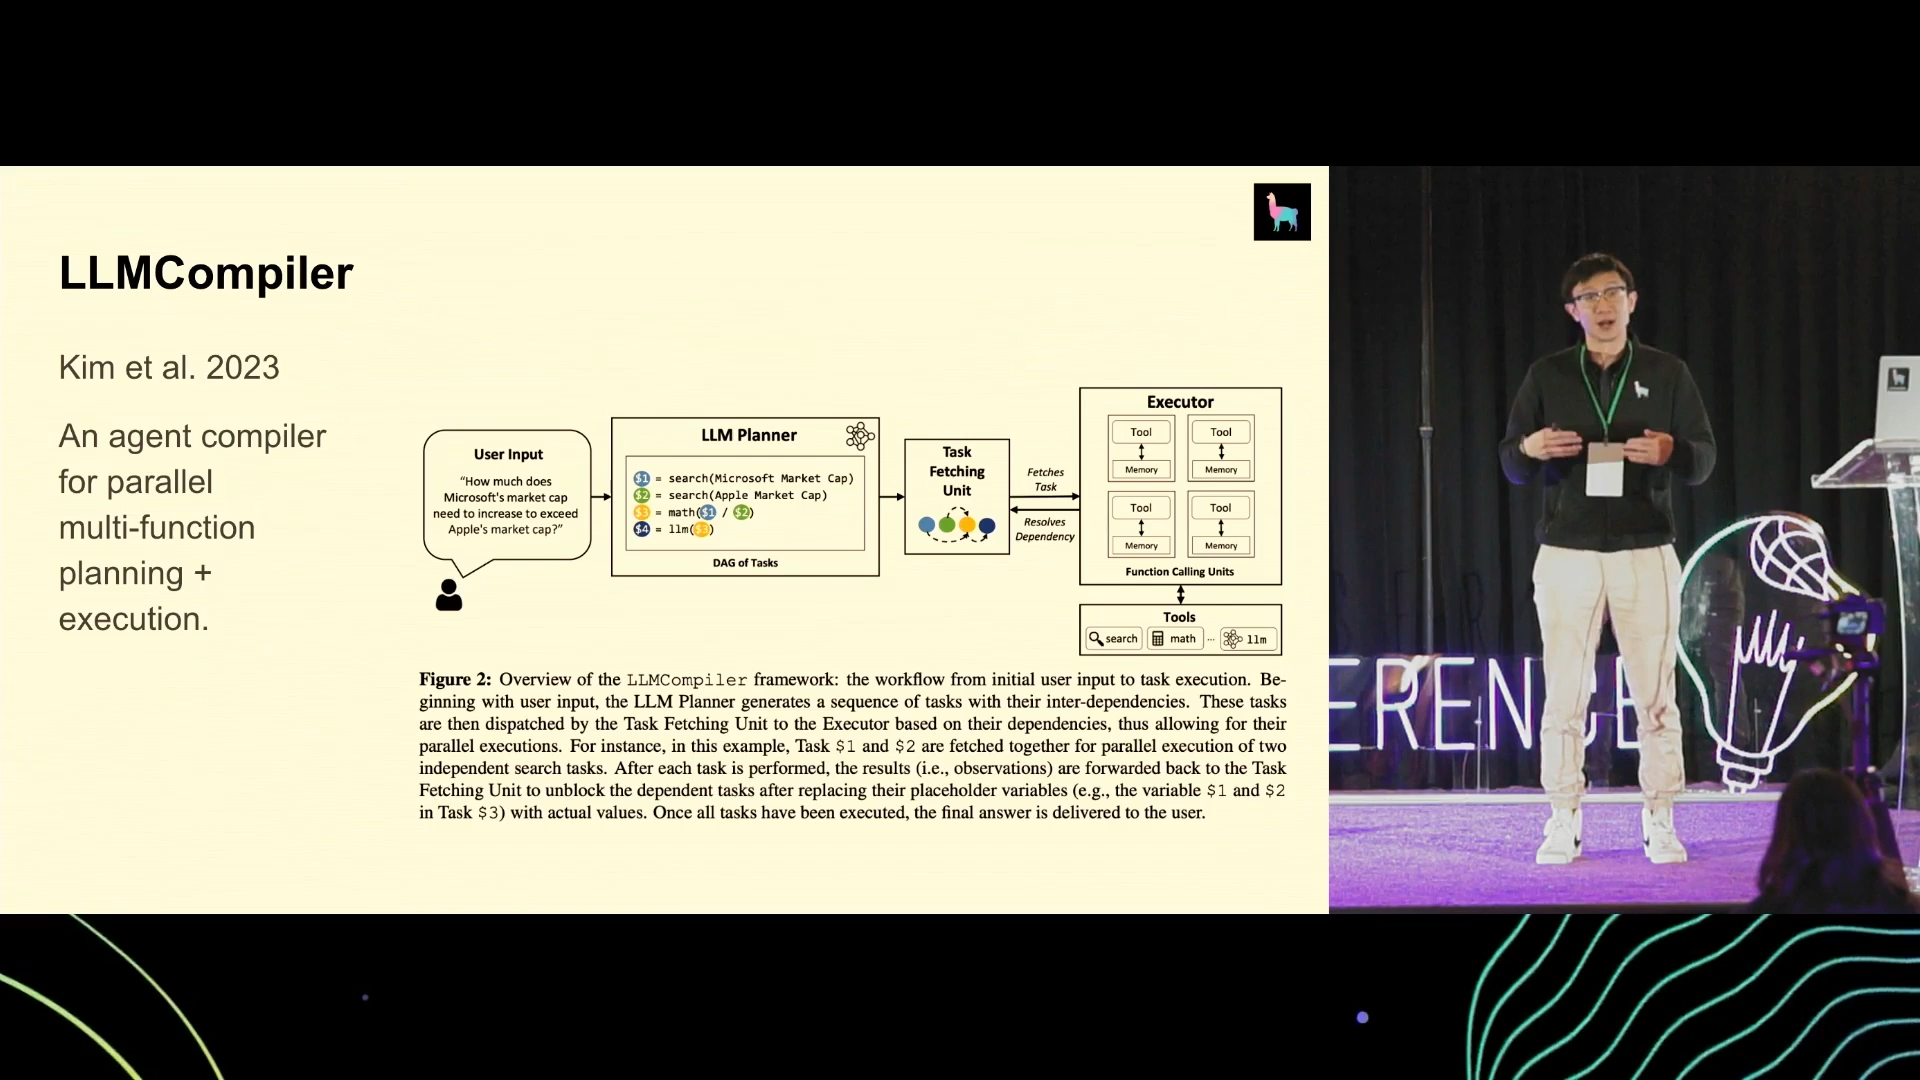 LLMCompiler
Kim et al. 2023
An agent compiler
for parallel
multi-function
planning +
execution.
User Input
“How much does
Microsoft's market cap
need to increase to exceed
Apple's market cap?”
LLM Planner
$1 = search(Microsoft Market Cap)
$2 = search(Apple Market Cap)
$3 = math($1 / $2)
$4 = llm($3)
DAG of Tasks
Task
Fetching
Unit
Fetches
Task
Resolves
Dependency
Executor
Tool Tool
Memory Memory
Tool Tool
Memory Memory
Function Calling Units
Tools
search math ... llm
Figure 2: Overview of the LLMCompiler framework: the workflow from initial user input to task execution. Be-
ginning with user input, the LLM Planner generates a sequence of tasks with their inter-dependencies. These tasks
are then dispatched by the Task Fetching Unit to the Executor based on their dependencies, thus allowing for their
parallel executions. For instance, in this example, Task $1 and $2 are fetched together for parallel execution of two
independent search tasks. After each task is performed, the results (i.e., observations) are forwarded back to the Task
Fetching Unit to unblock the dependent tasks after replacing their placeholder variables (e.g., the variable $1 and $2
in Task $3) with actual values. Once all tasks have been executed, the final answer is delivered to the user.
ERENCE